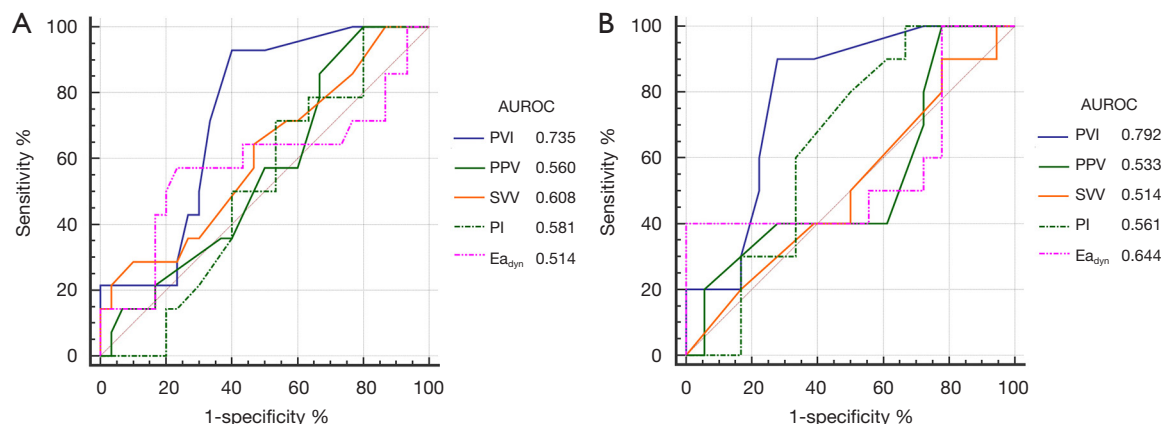 A
100
80
60
40
20
0
Sensitivity %
0 20 40 60 80 100
1-specificity %
AUROC
PVI 0.735
PPV 0.560
SVV 0.608
PI 0.581
Eadyn 0.514
B
100
80
60
40
20
0
Sensitivity %
0 20 40 60 80 100
1-specificity %
AUROC
PVI 0.792
PPV 0.533
SVV 0.514
PI 0.561
Eadyn 0.644